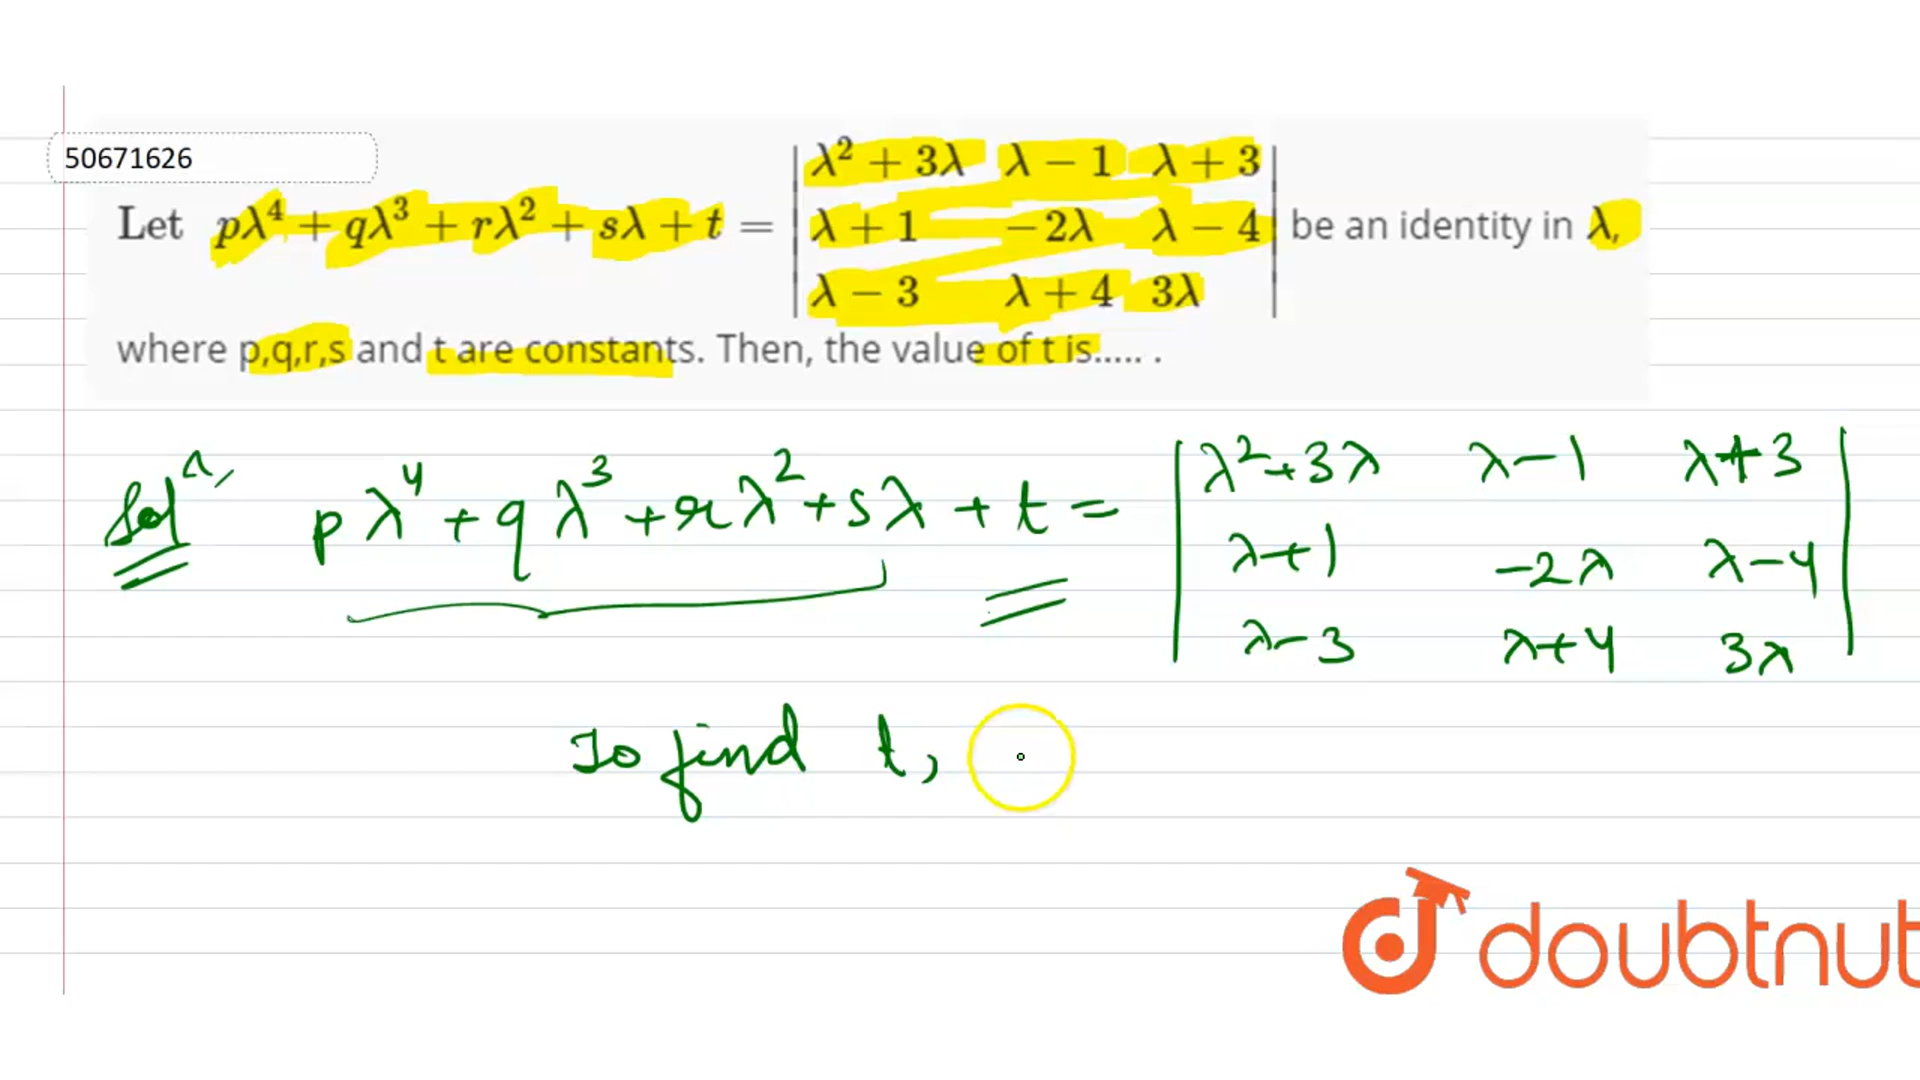 50671626
Let pλ⁴ + qλ³ + rλ² + sλ + t = | λ² + 3λ λ − 1 λ + 3 |
| λ + 1 −2λ λ − 4 | be an identity in λ,
| λ − 3 λ + 4 3λ |
where p,q,r,s and t are constants. Then, the value of t is..... .
Solⁿ, pλ⁴ + qλ³ + rλ² + sλ + t = | λ² + 3λ λ − 1 λ + 3 |
| λ + 1 −2λ λ − 4 |
| λ − 3 λ + 4 3λ |
To find t,
doubtnut